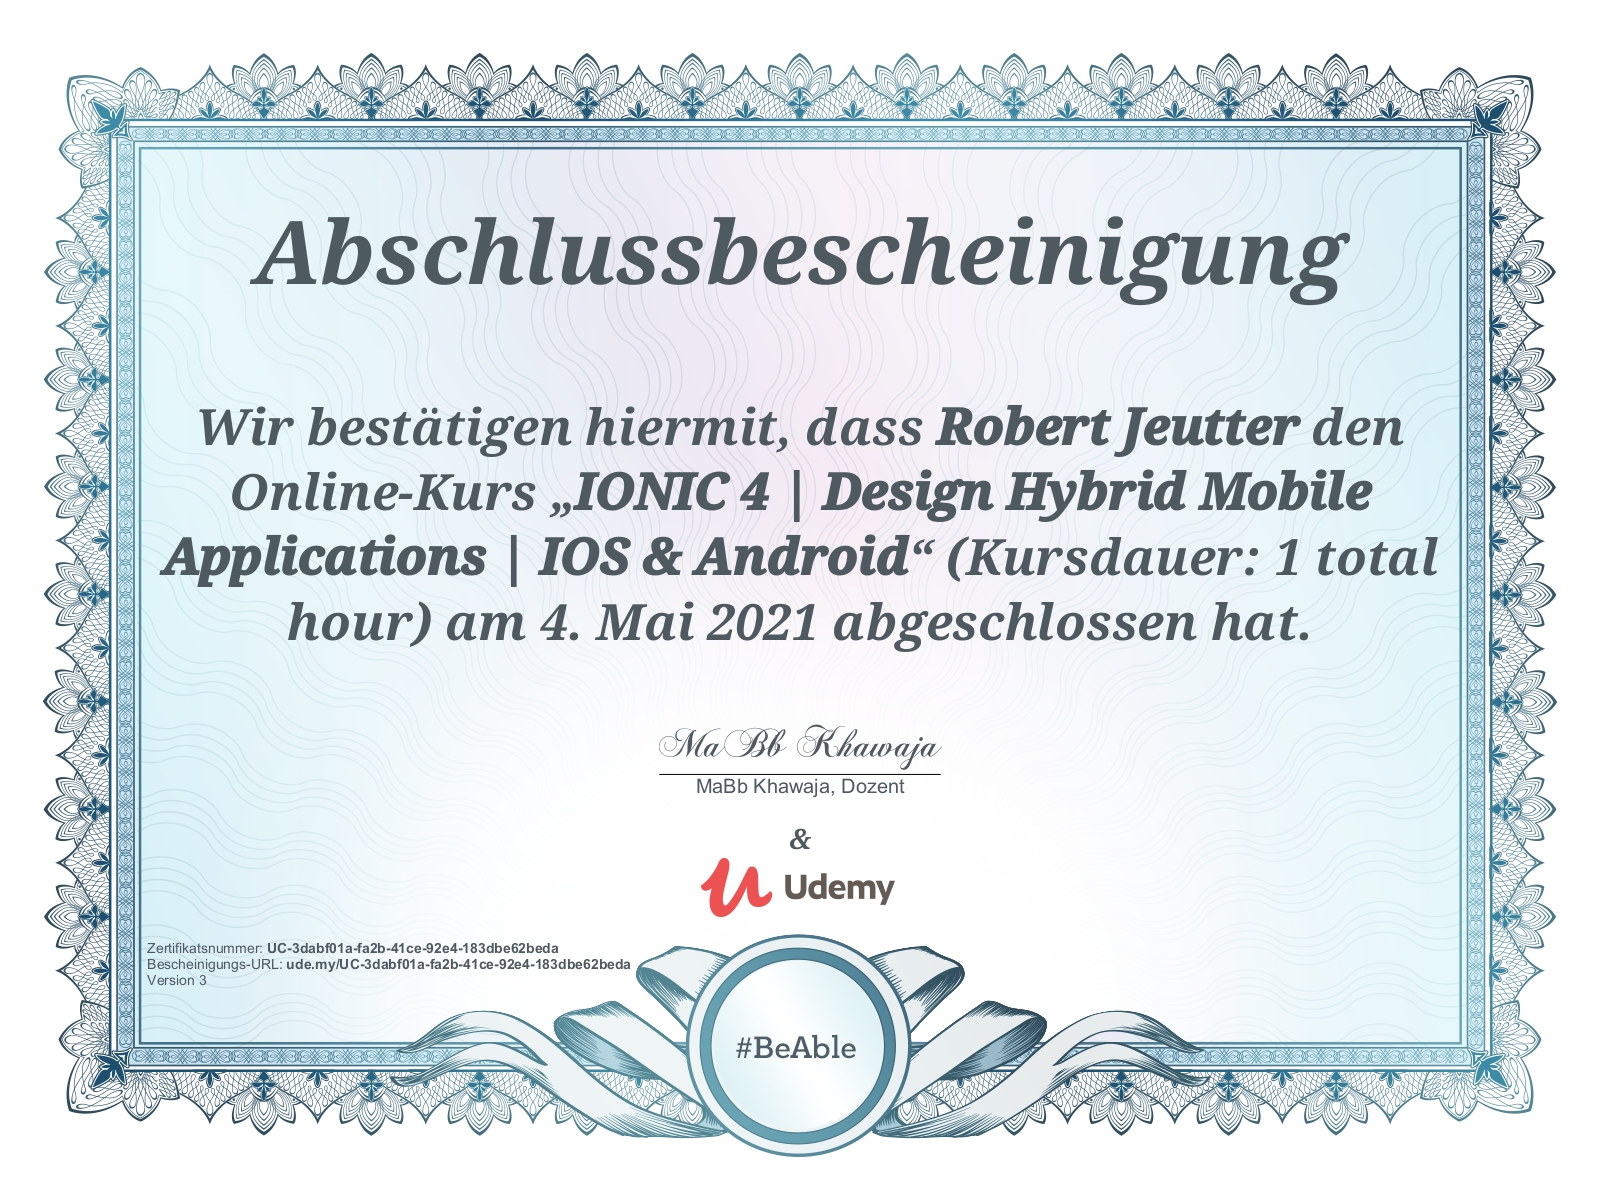 Abschlussbescheinigung
Wir bestätigen hiermit, dass Robert Jeutter den
Online-Kurs „IONIC 4 | Design Hybrid Mobile
Applications | IOS & Android“ (Kursdauer: 1 total
hour) am 4. Mai 2021 abgeschlossen hat.
MaBb Khawaja
MaBb Khawaja, Dozent
&
Udemy
Zertifikatsnummer: UC-3dabf01a-fa2b-41ce-92e4-183dbe62beda
Bescheinigungs-URL: ude.my/UC-3dabf01a-fa2b-41ce-92e4-183dbe62beda
Version 3
#BeAble